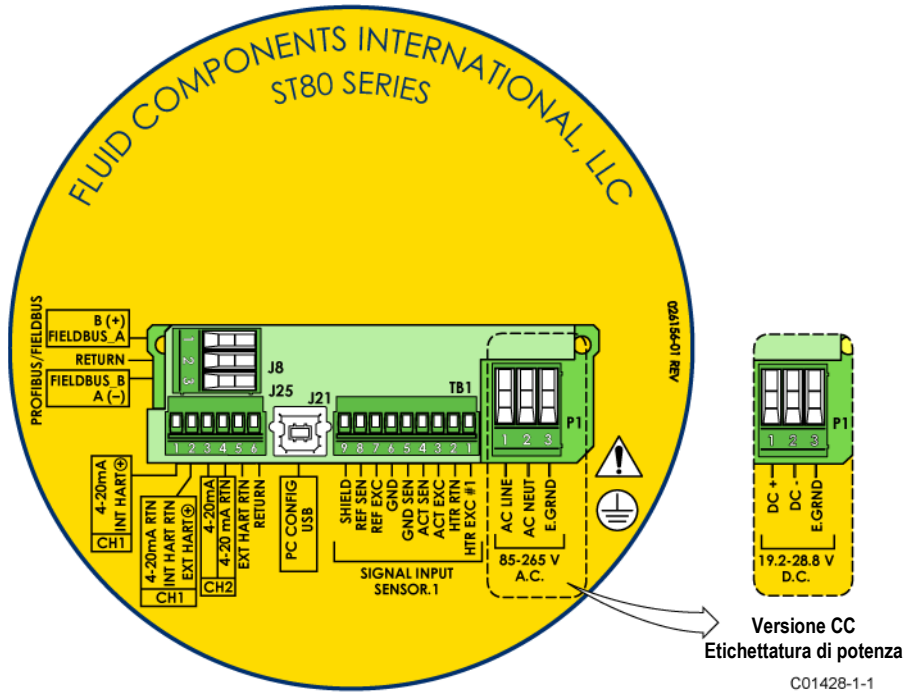 FLUID COMPONENTS INTERNATIONAL, LLC
ST80 SERIES
PROFIBUS/FIELDBUS
B (+)
FIELDBUS_A
RETURN
FIELDBUS_B
A (–)
1
2
3
J8
J25
J21
TB1
P1
026156-01 REV
1 2 3 4 5 6
9 8 7 6 5 4 3 2 1
1 2 3
4-20mA
INT HART⊕
CH1
4-20mA RTN
INT HART RTN
EXT HART⊕
CH1
4-20mA
4-20 mA RTN
CH2
EXT HART RTN
RETURN
PC CONFIG
USB
SHIELD
REF SEN
REF EXC
GND
GND SEN
ACT SEN
ACT EXC
HTR RTN
HTR EXC #1
SIGNAL INPUT
SENSOR.1
AC LINE
AC NEUT
E.GRND
85-265 V
A.C.
P1
1 2 3
DC +
DC -
E.GRND
19.2-28.8 V
D.C.
Versione CC
Etichettatura di potenza
C01428-1-1